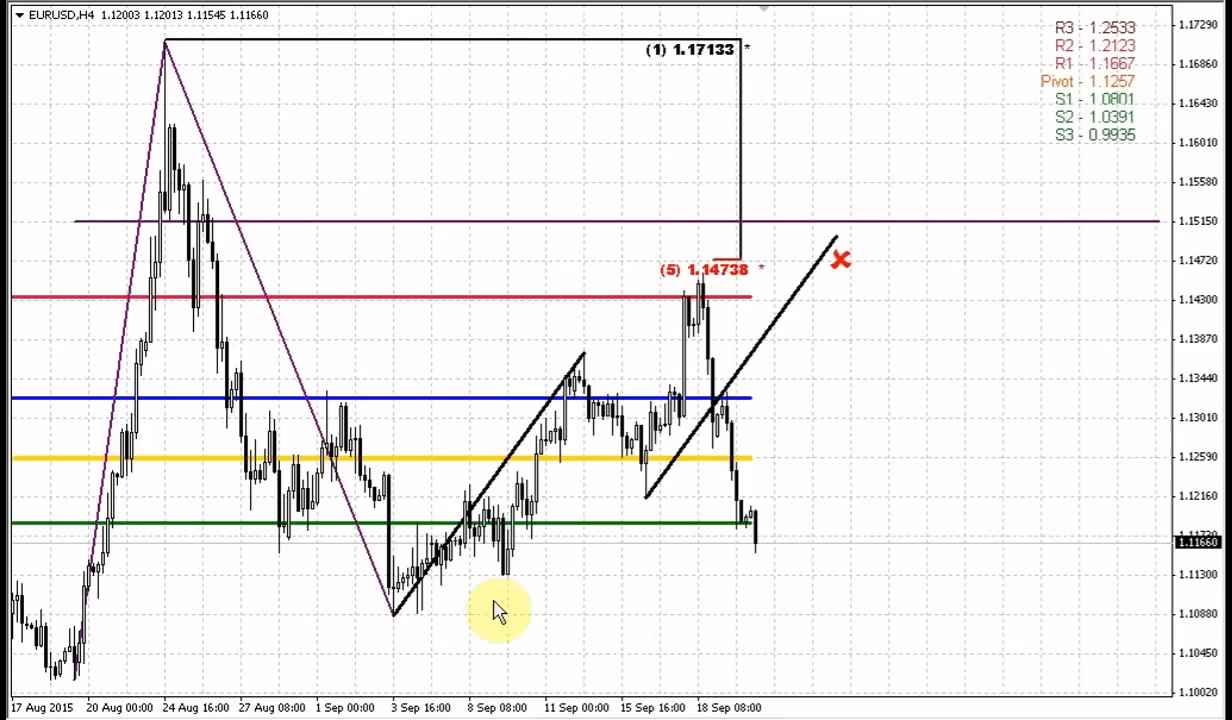 EURUSD,H4 1.12003 1.12013 1.11545 1.11660
R3 - 1.2533
R2 - 1.2123
R1 - 1.1667
Pivot - 1.1257
S1 - 1.0801
S2 - 1.0391
S3 - 0.9935
(1) 1.17133 *
(5) 1.14738 *
1.17290
1.16860
1.16430
1.16010
1.15580
1.15150
1.14720
1.14300
1.13870
1.13440
1.13010
1.12590
1.12160
1.11660
1.11300
1.10880
1.10450
1.10020
17 Aug 2015 20 Aug 00:00 24 Aug 16:00 27 Aug 08:00 1 Sep 00:00 3 Sep 16:00 8 Sep 08:00 11 Sep 00:00 15 Sep 16:00 18 Sep 08:00